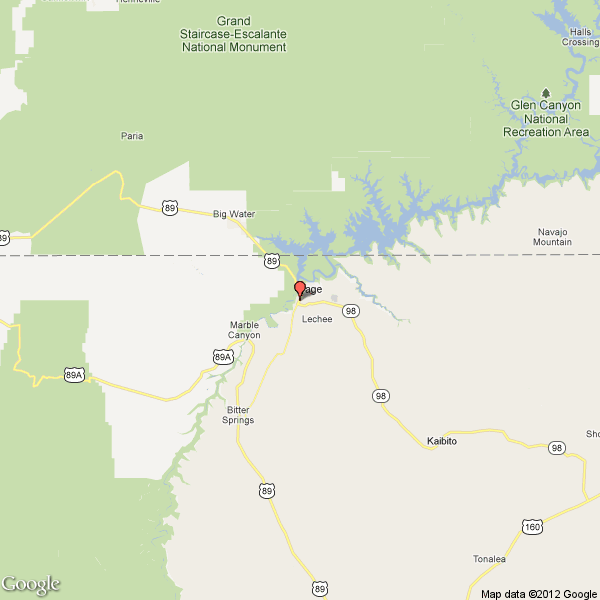 Henrieville
Grand
Staircase-Escalante
National Monument
Halls
Crossing
Glen Canyon
National
Recreation Area
Paria
89
Big Water
Navajo
Mountain
89
89
age
98
Lechee
Marble
Canyon
89A
89A
98
Bitter
Springs
Kaibito
Sho
98
89
160
Tonalea
89
Google
Map data ©2012 Google